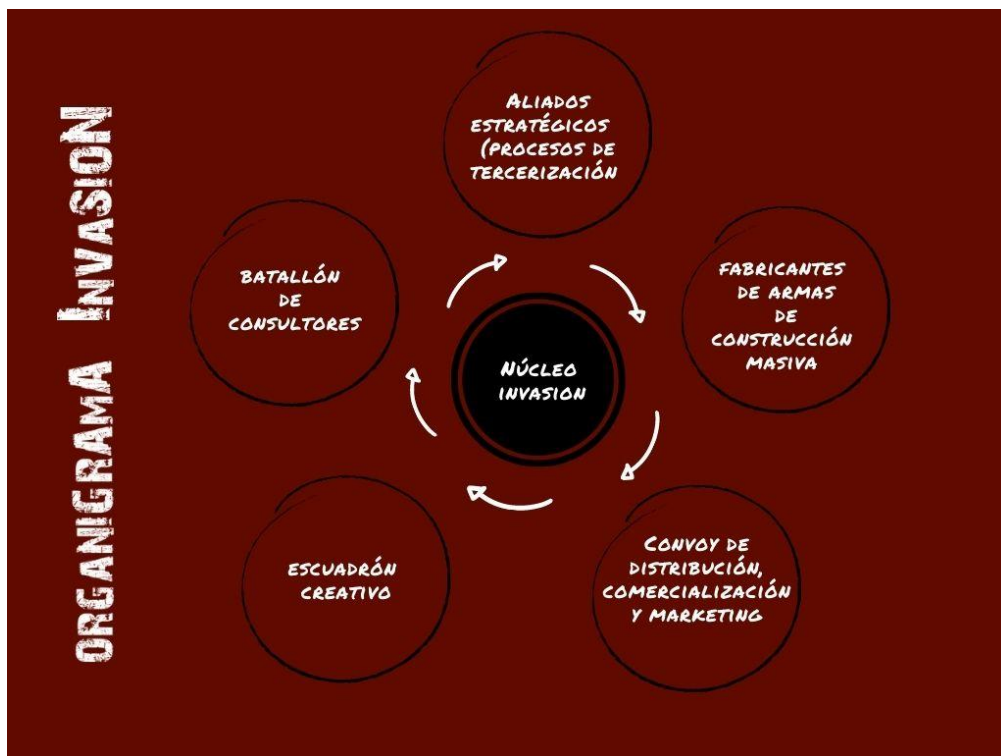 ORGANIGRAMA INVASION
ALIADOS
ESTRATÉGICOS
(PROCESOS DE
TERCERIZACIÓN
FABRICANTES
DE ARMAS
DE
CONSTRUCCIÓN
MASIVA
CONVOY DE
DISTRIBUCIÓN,
COMERCIALIZACIÓN
Y MARKETING
ESCUADRÓN
CREATIVO
BATALLÓN
DE
CONSULTORES
NÚCLEO
INVASION